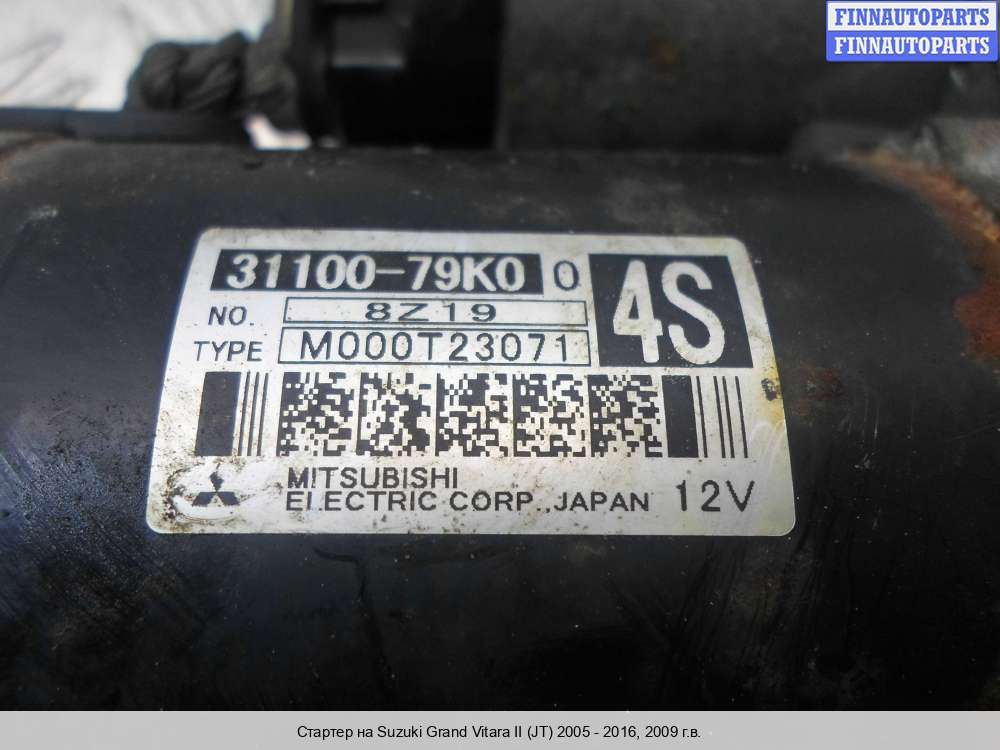 FINNAUTOPARTS
FINNAUTOPARTS
31100-79K0 0
4S
NO. 8Z19
TYPE M000T23071
MITSUBISHI
ELECTRIC CORP.,JAPAN 12V
Стартер на Suzuki Grand Vitara II (JT) 2005 - 2016, 2009 г.в.